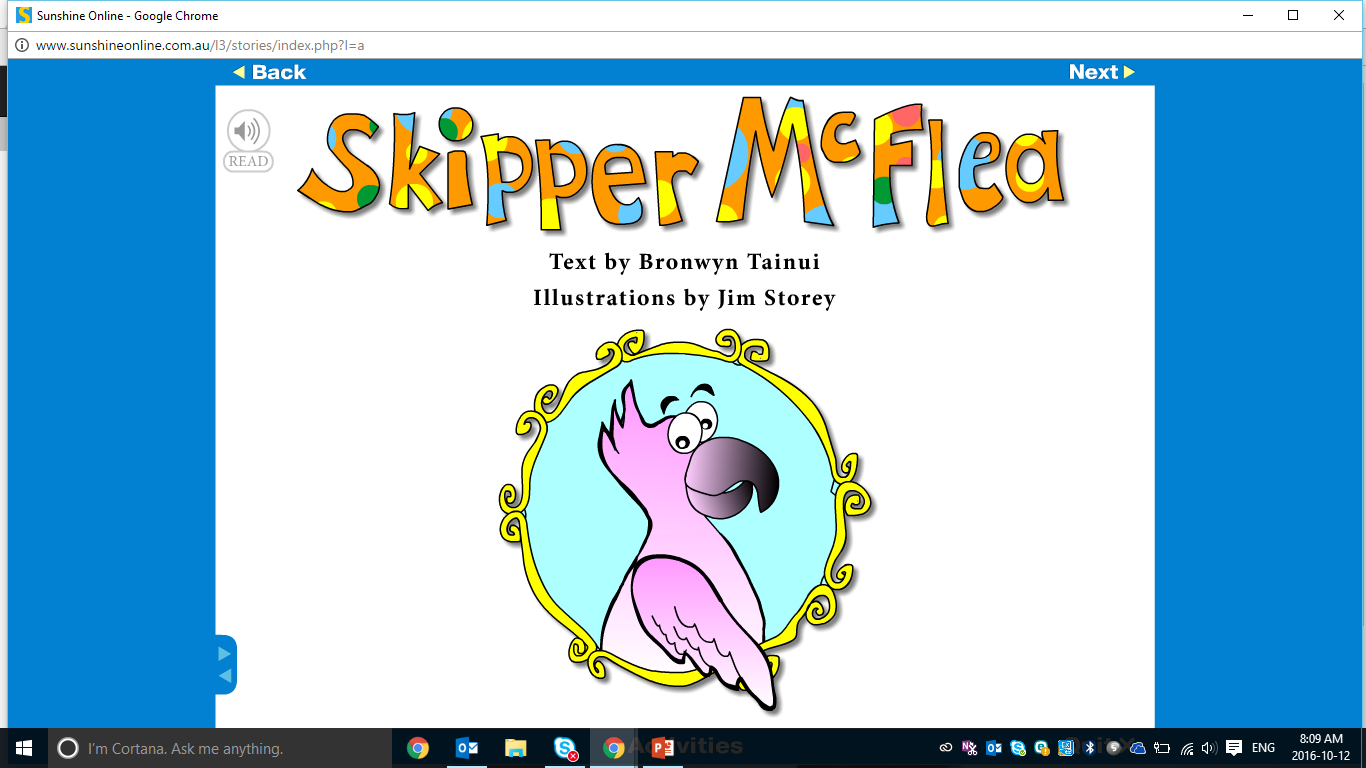 Sunshine Online - Google Chrome
www.sunshineonline.com.au/l3/stories/index.php?l=a
Back
Next
READ
Skipper McFlea
Text by Bronwyn Tainui
Illustrations by Jim Storey
I'm Cortana. Ask me anything.
Activities
ENG
8:09 AM
2016-10-12